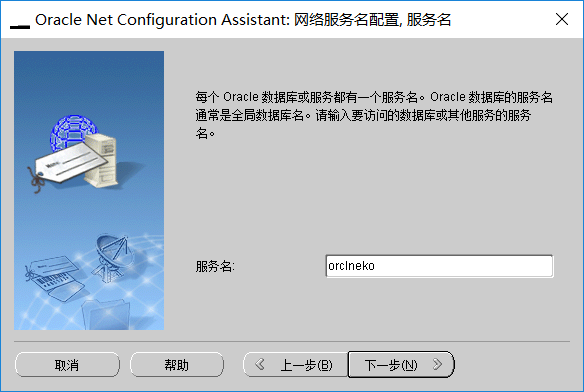 Oracle Net Configuration Assistant: 网络服务名配置, 服务名
每个 Oracle 数据库或服务都有一个服务名。Oracle 数据库的服务名
通常是全局数据库名。请输入要访问的数据库或其他服务的服务
名。
服务名: orclneko
取消 帮助 上一步(B) 下一步(N)